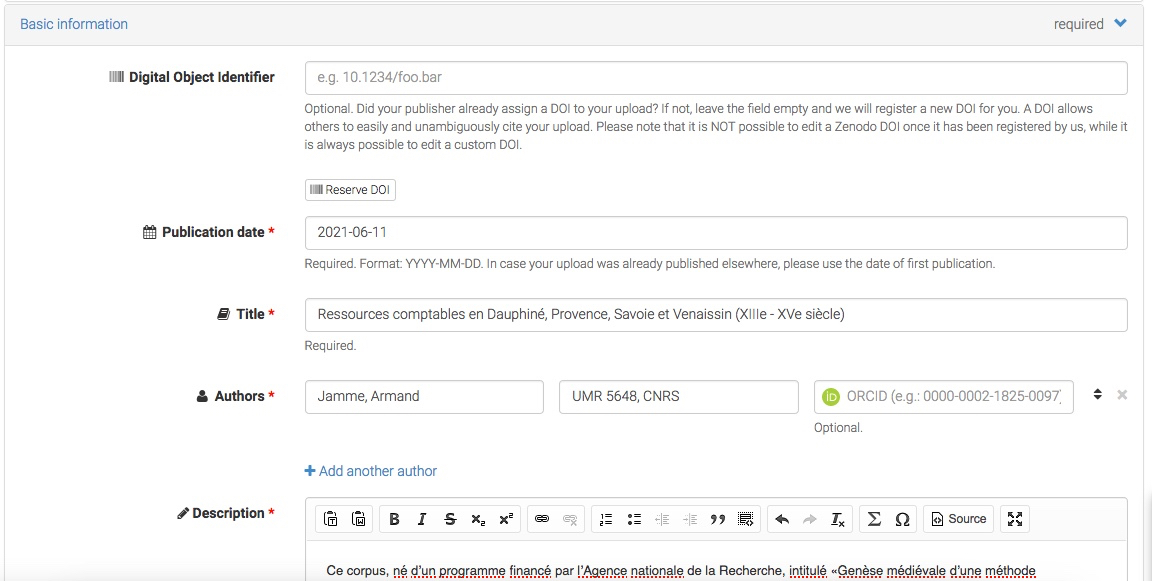 Basic information required
Digital Object Identifier e.g. 10.1234/foo.bar
Optional. Did your publisher already assign a DOI to your upload? If not, leave the field empty and we will register a new DOI for you. A DOI allows
others to easily and unambiguously cite your upload. Please note that it is NOT possible to edit a Zenodo DOI once it has been registered by us, while it
is always possible to edit a custom DOI.
Reserve DOI
Publication date * 2021-06-11
Required. Format: YYYY-MM-DD. In case your upload was already published elsewhere, please use the date of first publication.
Title * Ressources comptables en Dauphiné, Provence, Savoie et Venaissin (XIIIe - XVe siècle)
Required.
Authors * Jamme, Armand UMR 5648, CNRS iD ORCID (e.g.: 0000-0002-1825-0097)
Optional.
Add another author
Description * B I S x₂ x² Ix Σ Ω Source
Ce corpus, né d'un programme financé par l'Agence nationale de la Recherche, intitulé «Genèse médiévale d'une méthode